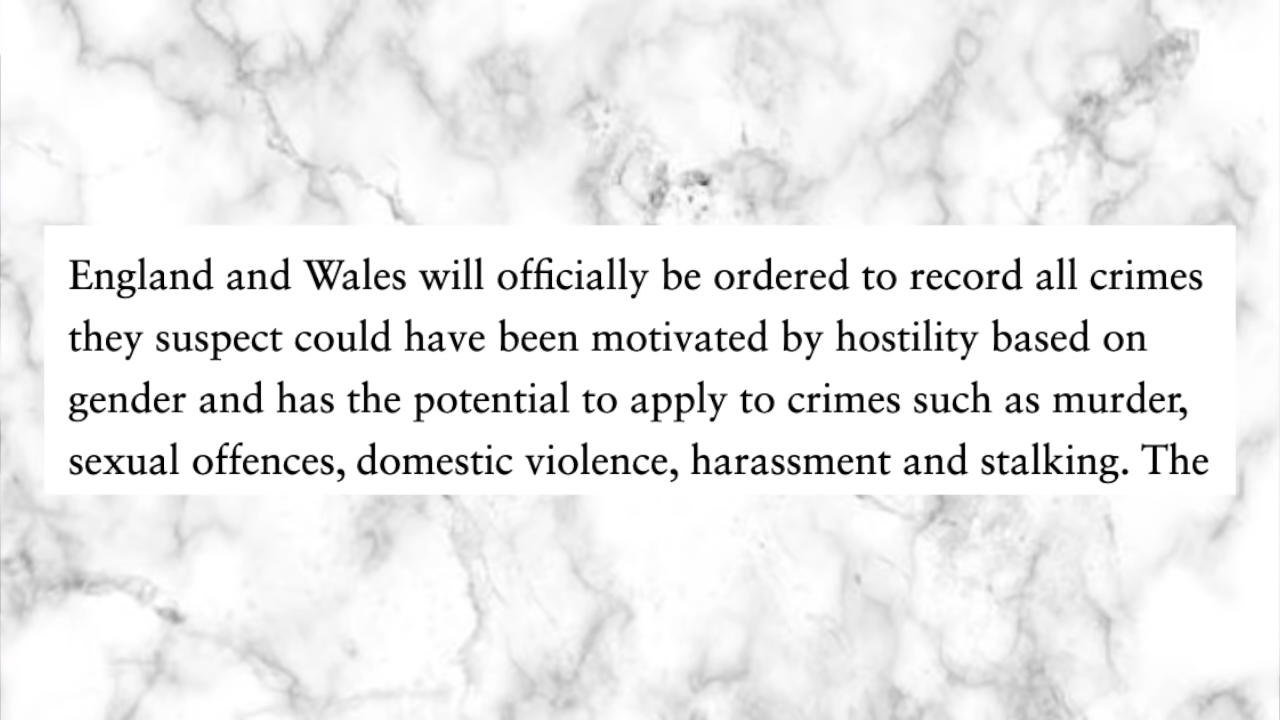 England and Wales will officially be ordered to record all crimes
they suspect could have been motivated by hostility based on
gender and has the potential to apply to crimes such as murder,
sexual offences, domestic violence, harassment and stalking. The